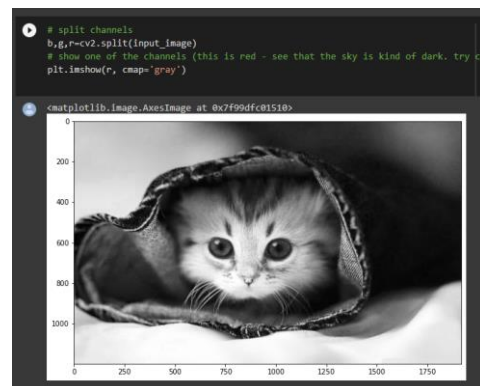 # split channels
b,g,r=cv2.split(input_image)
# show one of the channels (this is red - see that the sky is kind of dark. try c
plt.imshow(r, cmap='gray')
<matplotlib.image.AxesImage at 0x7f99dfc01510>
0
200
400
600
800
1000
0 250 500 750 1000 1250 1500 1750